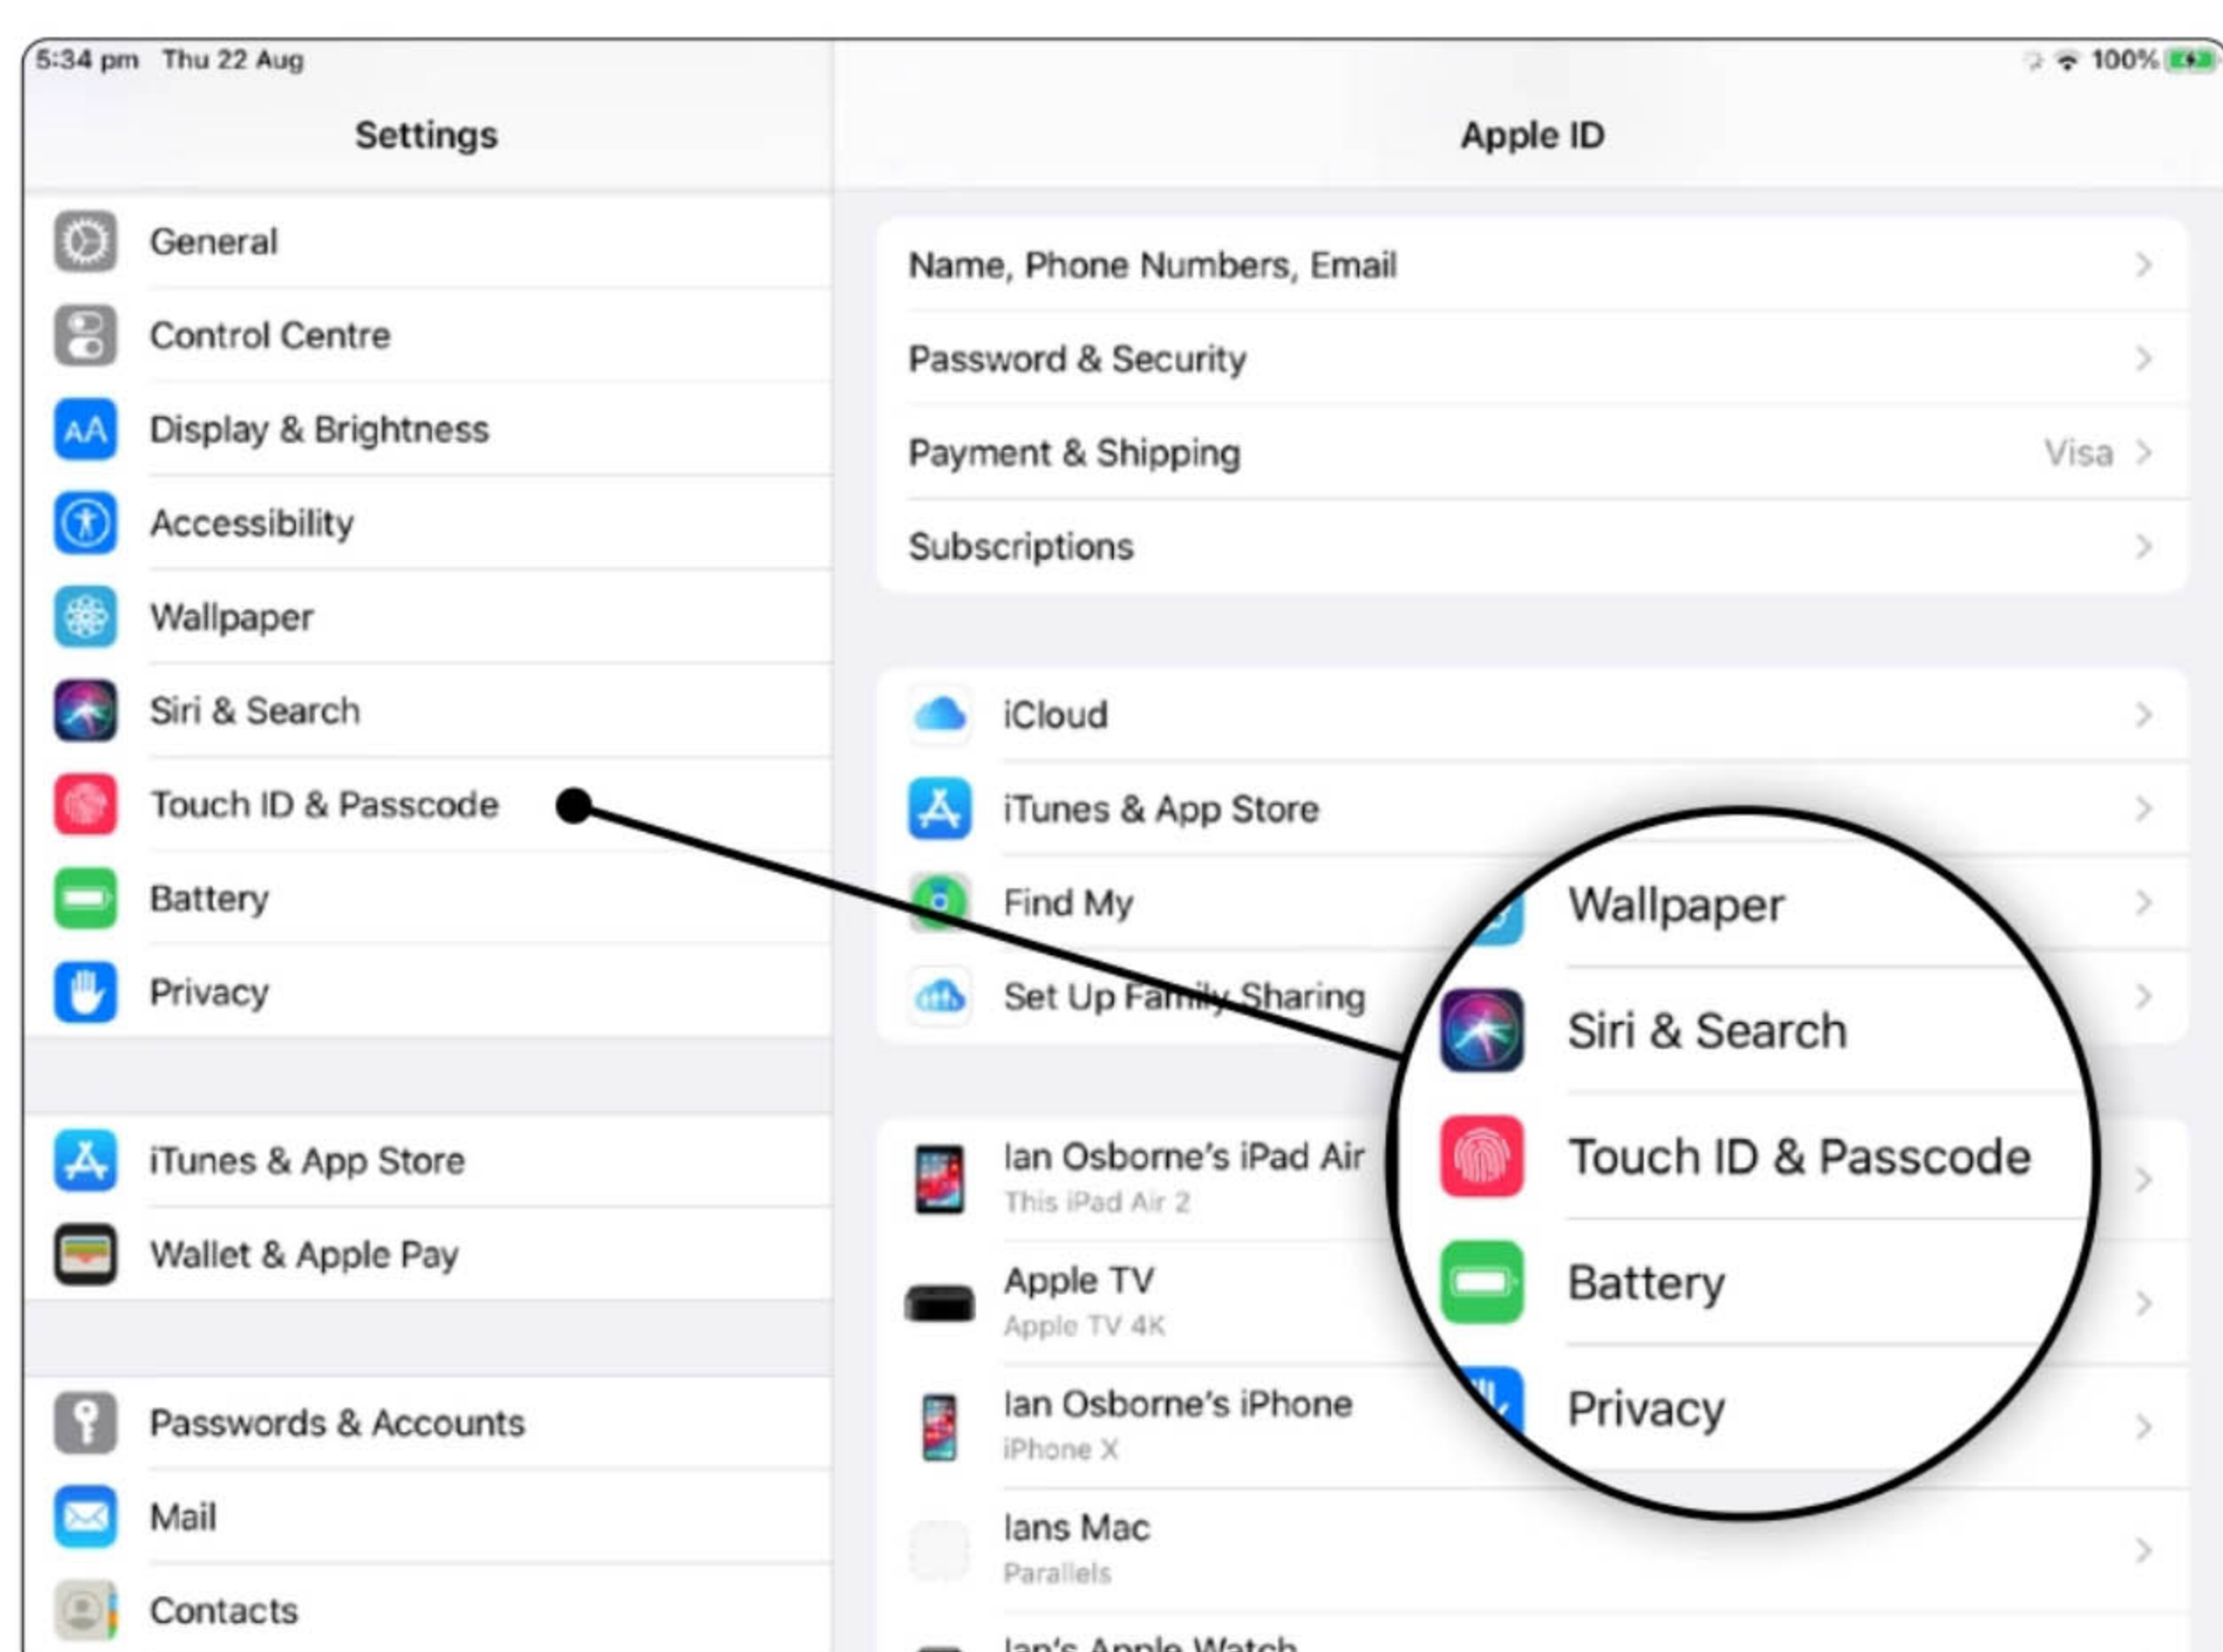 5:34 pm Thu 22 Aug
100%
Settings
General
Control Centre
AA Display & Brightness
Accessibility
Wallpaper
Siri & Search
Touch ID & Passcode
Battery
Privacy
iTunes & App Store
Wallet & Apple Pay
Passwords & Accounts
Mail
Contacts
Apple ID
Name, Phone Numbers, Email
Password & Security
Payment & Shipping Visa
Subscriptions
iCloud
iTunes & App Store
Find My
Set Up Family Sharing
Ian Osborne's iPad Air
This iPad Air 2
Apple TV
Apple TV 4K
Ian Osborne's iPhone
iPhone X
Ians Mac
Parallels
Ian's Apple Watch
Wallpaper
Siri & Search
Touch ID & Passcode
Battery
Privacy